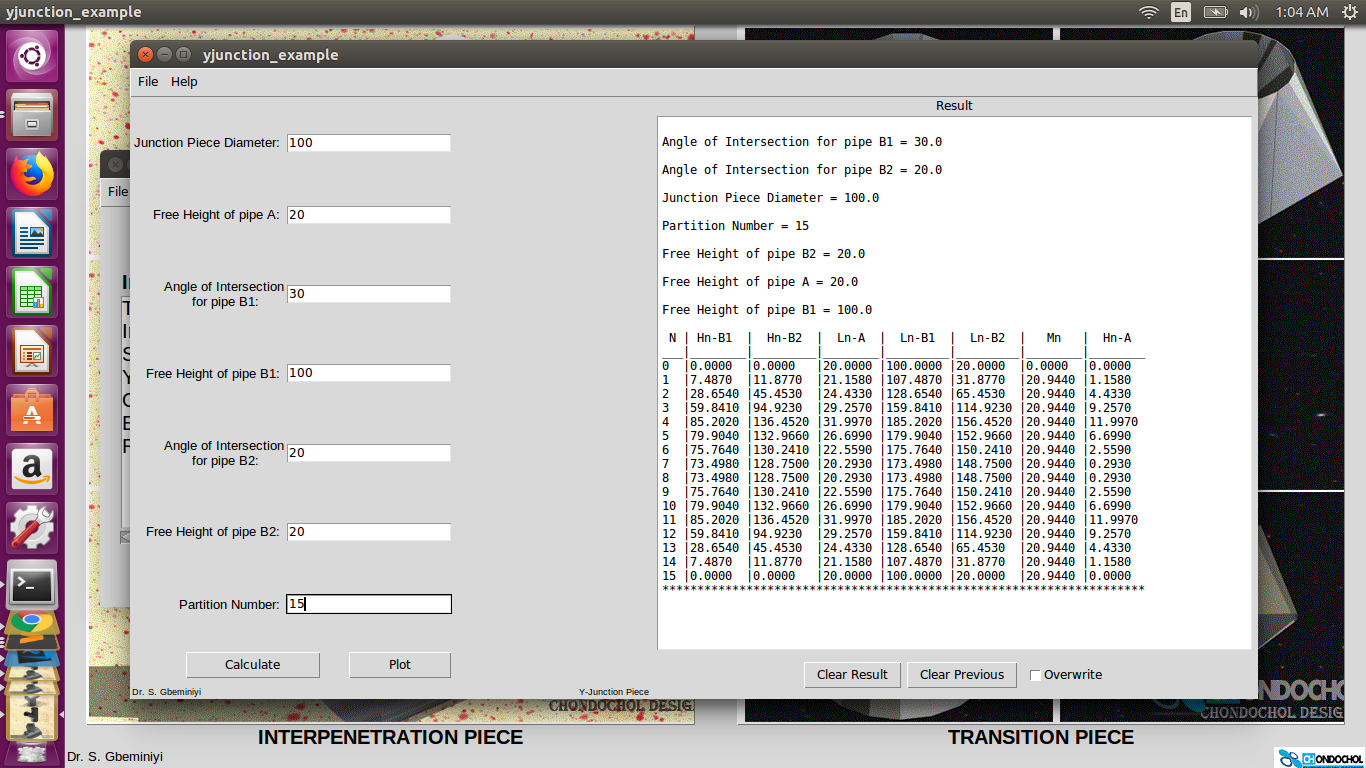 yjunction_example
En
1:04 AM
yjunction_example
File Help
Result
Junction Piece Diameter: 100
Free Height of pipe A: 20
Angle of Intersection
for pipe B1: 30
Free Height of pipe B1: 100
Angle of Intersection
for pipe B2: 20
Free Height of pipe B2: 20
Partition Number: 15
Calculate Plot
Dr. S. Gbeminiyi
Y-Junction Piece
Angle of Intersection for pipe B1 = 30.0
Angle of Intersection for pipe B2 = 20.0
Junction Piece Diameter = 100.0
Partition Number = 15
Free Height of pipe B2 = 20.0
Free Height of pipe A = 20.0
Free Height of pipe B1 = 100.0
N | Hn-B1 | Hn-B2 | Ln-A | Ln-B1 | Ln-B2 | Mn | Hn-A
___|________|_________|________|_________|_________|________|________
0 |0.0000 |0.0000 |20.0000 |100.0000 |20.0000 |0.0000 |0.0000
1 |7.4870 |11.8770 |21.1580 |107.4870 |31.8770 |20.9440 |1.1580
2 |28.6540 |45.4530 |24.4330 |128.6540 |65.4530 |20.9440 |4.4330
3 |59.8410 |94.9230 |29.2570 |159.8410 |114.9230 |20.9440 |9.2570
4 |85.2020 |136.4520 |31.9970 |185.2020 |156.4520 |20.9440 |11.9970
5 |79.9040 |132.9660 |26.6990 |179.9040 |152.9660 |20.9440 |6.6990
6 |75.7640 |130.2410 |22.5590 |175.7640 |150.2410 |20.9440 |2.5590
7 |73.4980 |128.7500 |20.2930 |173.4980 |148.7500 |20.9440 |0.2930
8 |73.4980 |128.7500 |20.2930 |173.4980 |148.7500 |20.9440 |0.2930
9 |75.7640 |130.2410 |22.5590 |175.7640 |150.2410 |20.9440 |2.5590
10 |79.9040 |132.9660 |26.6990 |179.9040 |152.9660 |20.9440 |6.6990
11 |85.2020 |136.4520 |31.9970 |185.2020 |156.4520 |20.9440 |11.9970
12 |59.8410 |94.9230 |29.2570 |159.8410 |114.9230 |20.9440 |9.2570
13 |28.6540 |45.4530 |24.4330 |128.6540 |65.4530 |20.9440 |4.4330
14 |7.4870 |11.8770 |21.1580 |107.4870 |31.8770 |20.9440 |1.1580
15 |0.0000 |0.0000 |20.0000 |100.0000 |20.0000 |20.9440 |0.0000
*********************************************************************
Clear Result Clear Previous Overwrite
File
CHONDOCHOL DESIG
NDOCHO
CHONDOCHOL DESIG
INTERPENETRATION PIECE
TRANSITION PIECE
Dr. S. Gbeminiyi
CHONDOCHOL